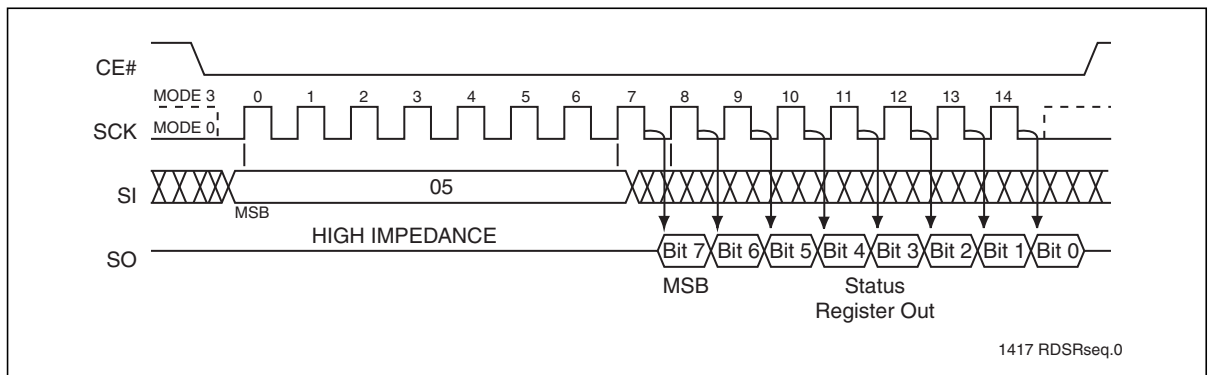 CE#
MODE 3 0 1 2 3 4 5 6 7 8 9 10 11 12 13 14
SCK MODE 0
SI 05
MSB
HIGH IMPEDANCE
SO Bit 7 Bit 6 Bit 5 Bit 4 Bit 3 Bit 2 Bit 1 Bit 0
MSB Status
Register Out
1417 RDSRseq.0